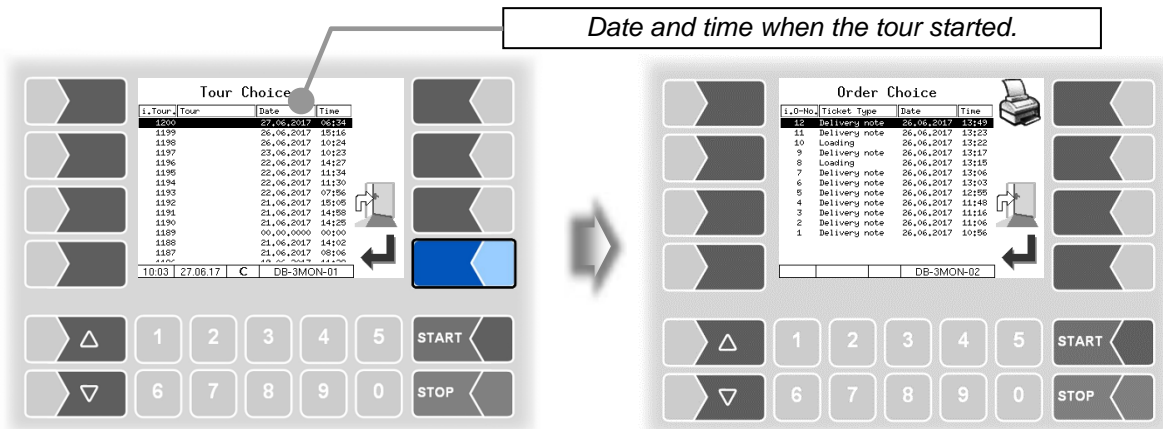 Date and time when the tour started.
Tour Choice
i.Tour. Tour Date Time
1200 27.06.2017 06:34
1199 26.06.2017 15:16
1198 26.06.2017 10:24
1197 23.06.2017 10:23
1196 22.06.2017 14:27
1195 22.06.2017 11:34
1194 22.06.2017 11:30
1193 22.06.2017 07:56
1192 21.06.2017 15:05
1191 21.06.2017 14:58
1190 21.06.2017 14:25
1189 00.00.0000 00:00
1188 21.06.2017 14:02
1187 21.06.2017 08:06
10:03 27.06.17 C DB-3MON-01
1 2 3 4 5 START
6 7 8 9 0 STOP
Order Choice
i.O-No. Ticket Type Date Time
12 Delivery note 26.06.2017 13:49
11 Delivery note 26.06.2017 13:23
10 Loading 26.06.2017 13:22
9 Delivery note 26.06.2017 13:17
8 Loading 26.06.2017 13:15
7 Delivery note 26.06.2017 13:06
6 Delivery note 26.06.2017 13:03
5 Delivery note 26.06.2017 12:55
4 Delivery note 26.06.2017 11:48
3 Delivery note 26.06.2017 11:16
2 Delivery note 26.06.2017 11:06
1 Delivery note 26.06.2017 10:56
DB-3MON-02
1 2 3 4 5 START
6 7 8 9 0 STOP